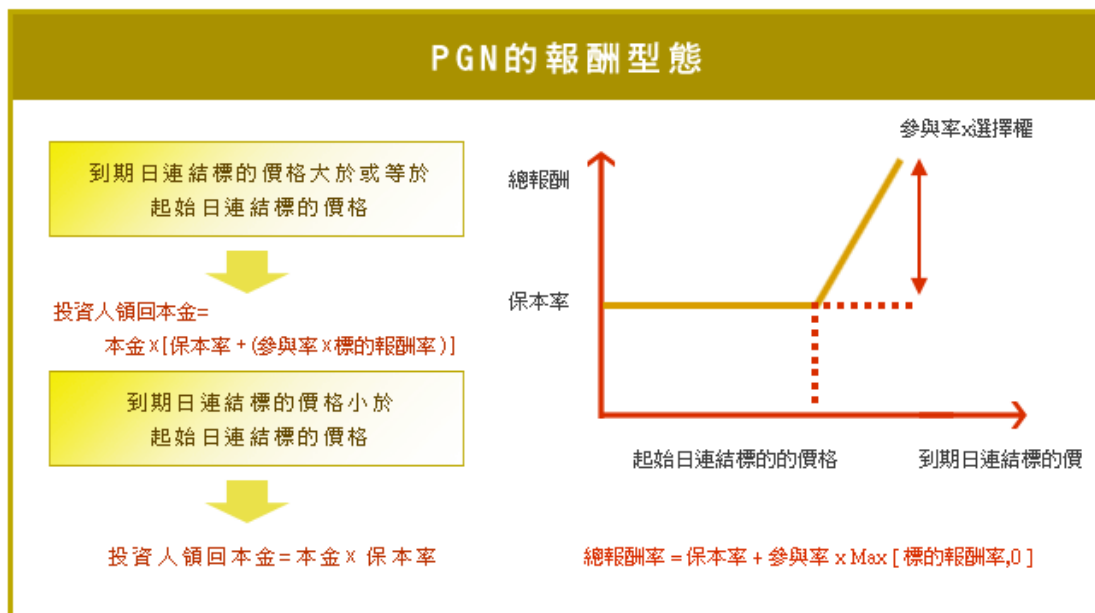 PGN的報酬型態
到期日連結標的價格大於或等於
起始日連結標的價格
投資人領回本金=
本金x[保本率+(參與率x標的報酬率)]
到期日連結標的價格小於
起始日連結標的價格
投資人領回本金=本金x 保本率
參與率x選擇權
總報酬
保本率
起始日連結標的的價格
到期日連結標的價
總報酬率=保本率+參與率xMax[標的報酬率,0]